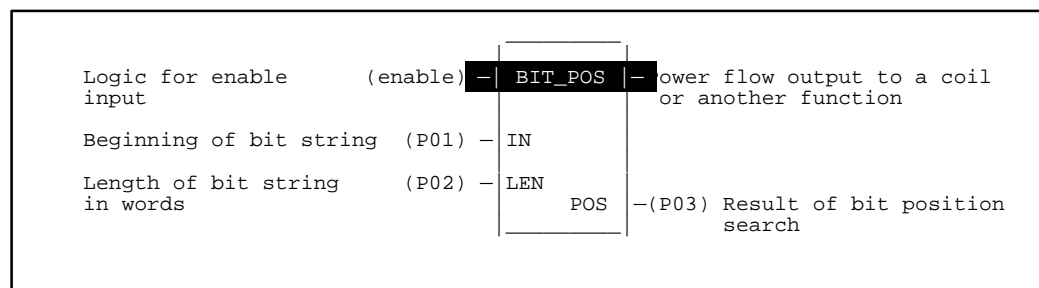 Logic for enable (enable) BIT_POS ower flow output to a coil
input or another function
Beginning of bit string (P01) IN
Length of bit string (P02) LEN
in words POS (P03) Result of bit position
search